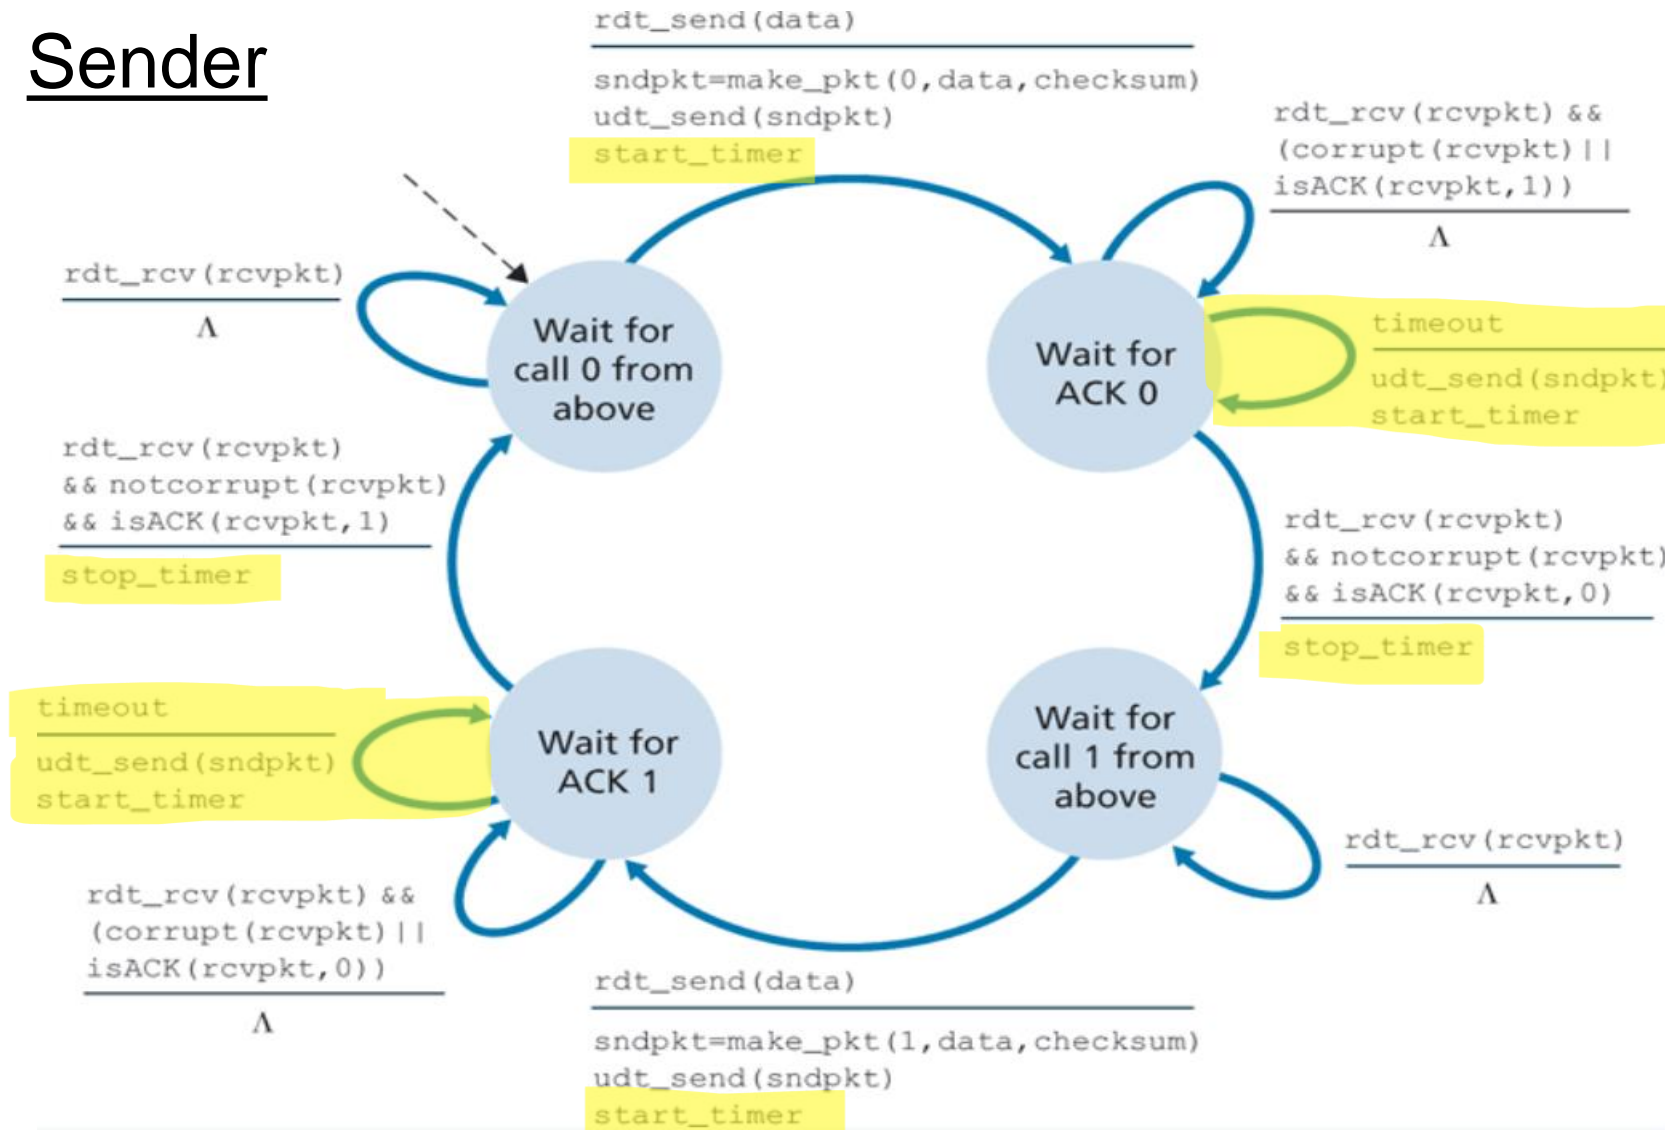 Sender
rdt_send(data)
sndpkt=make_pkt(0,data,checksum)
udt_send(sndpkt)
start_timer
rdt_rcv(rcvpkt) &&
(corrupt(rcvpkt)||
isACK(rcvpkt,1))
Λ
rdt_rcv(rcvpkt)
Λ
Wait for
call 0 from
above
Wait for
ACK 0
timeout
udt_send(sndpkt)
start_timer
rdt_rcv(rcvpkt)
&& notcorrupt(rcvpkt)
&& isACK(rcvpkt,1)
stop_timer
rdt_rcv(rcvpkt)
&& notcorrupt(rcvpkt)
&& isACK(rcvpkt,0)
stop_timer
timeout
udt_send(sndpkt)
start_timer
Wait for
ACK 1
Wait for
call 1 from
above
rdt_rcv(rcvpkt)
Λ
rdt_rcv(rcvpkt) &&
(corrupt(rcvpkt)||
isACK(rcvpkt,0))
Λ
rdt_send(data)
sndpkt=make_pkt(1,data,checksum)
udt_send(sndpkt)
start_timer